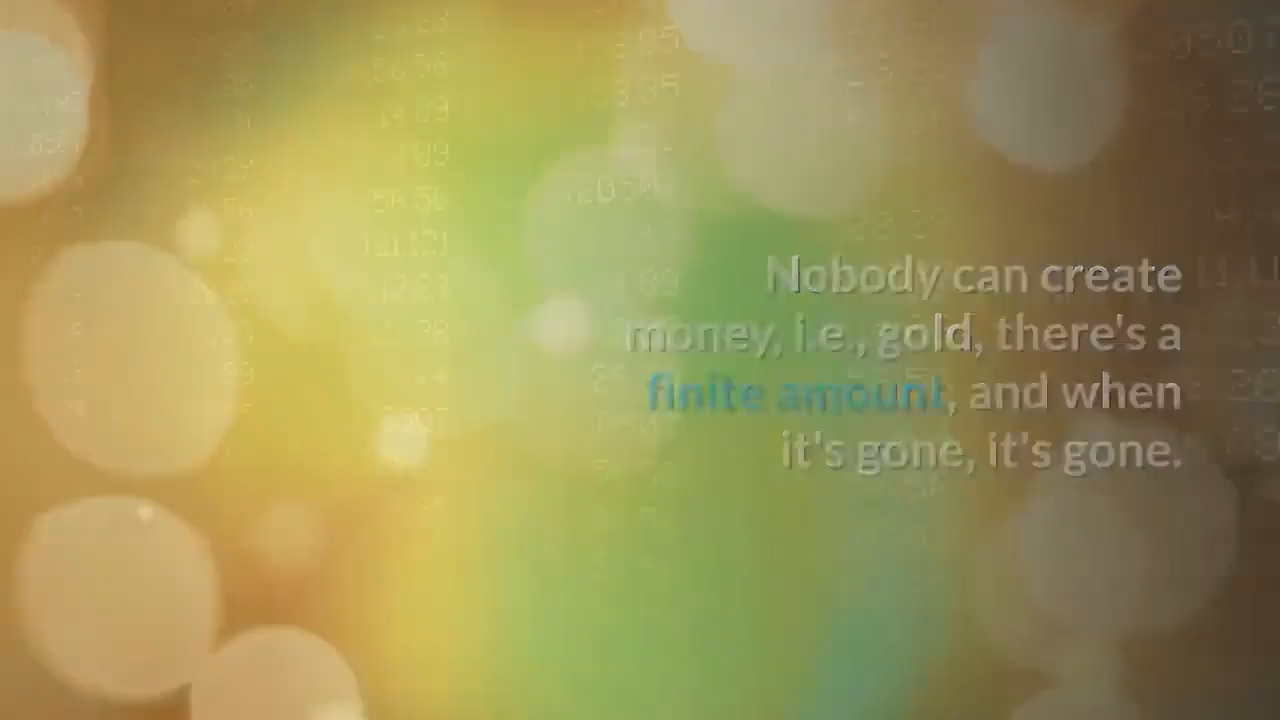 Nobody can create
money, i.e., gold, there's a
finite amount, and when
it's gone, it's gone.